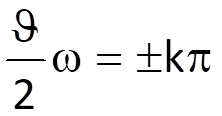 ϑ/2 ω = ±kπ